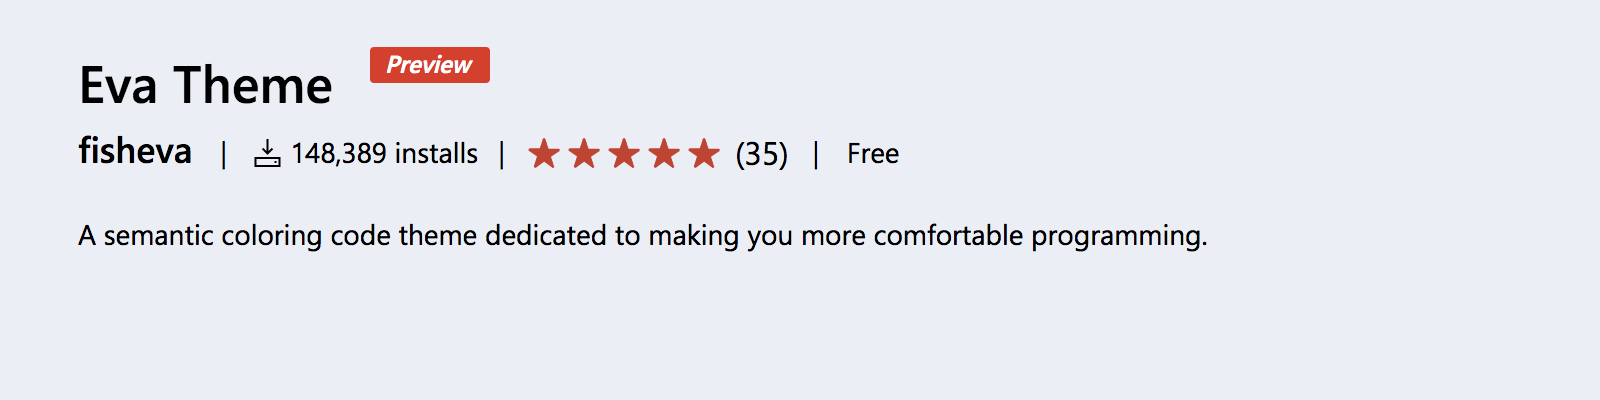 Eva Theme Preview
fisheva | 148,389 installs | (35) | Free
A semantic coloring code theme dedicated to making you more comfortable programming.